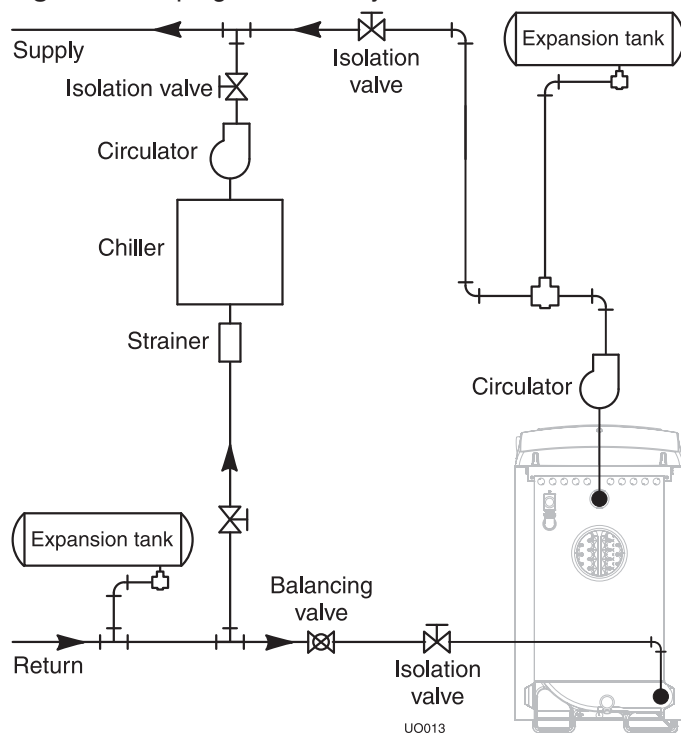 Supply
Isolation
valve
Expansion tank
Isolation valve
Circulator
Chiller
Strainer
Circulator
Expansion tank
Balancing
valve
Return
Isolation
valve
UO013